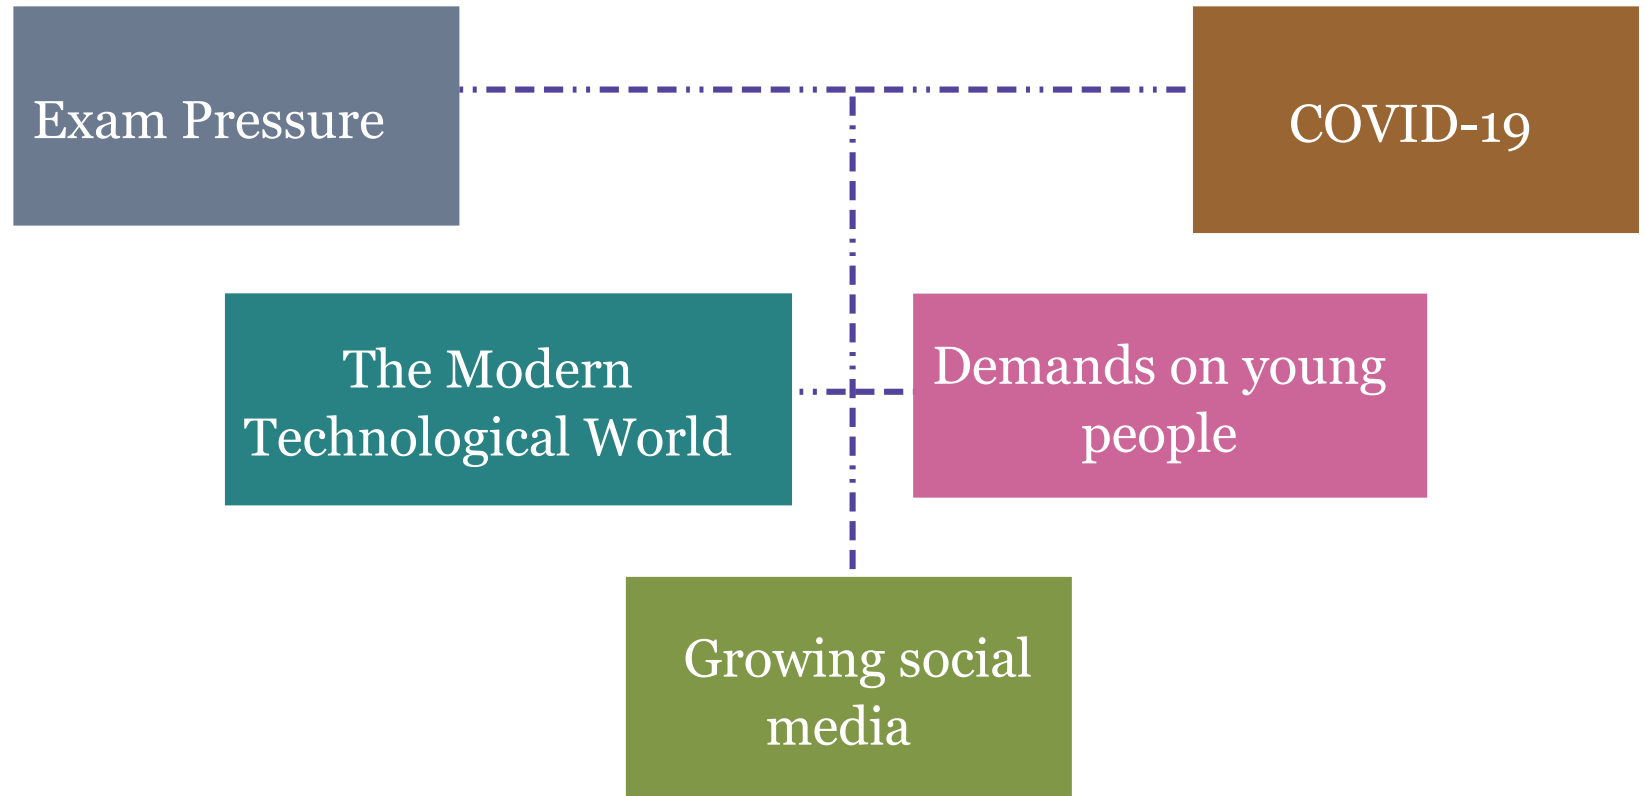 Exam Pressure
COVID-19
The Modern
Technological World
Demands on young
people
Growing social
media